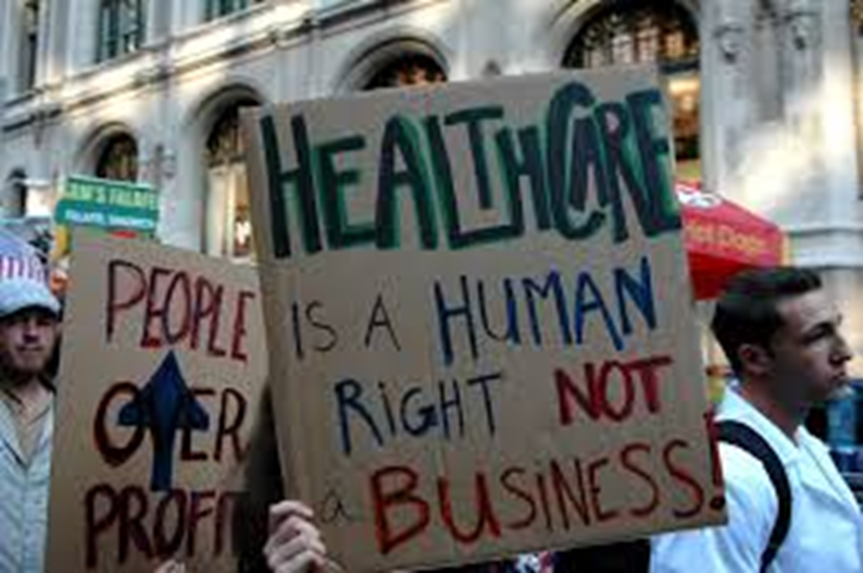 HEALTHCARE
IS A HUMAN
RIGHT NOT
a BUSINESS!
PEOPLE
OVER
PROFIT